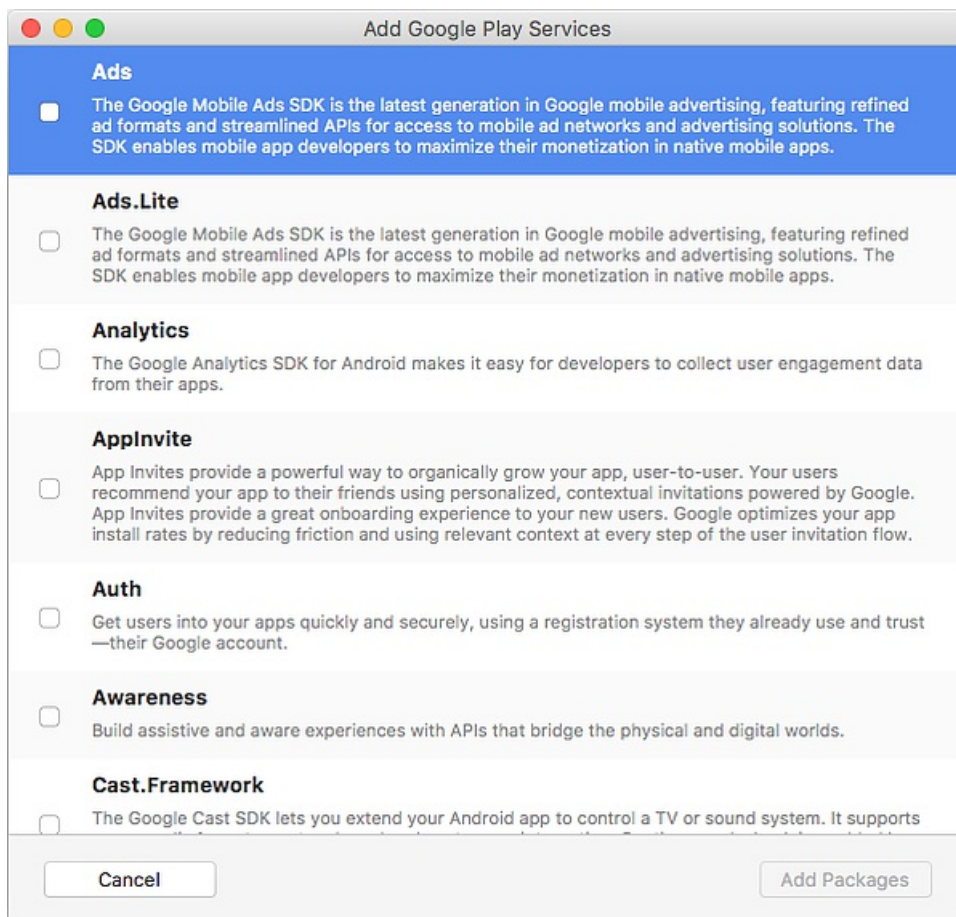 Add Google Play Services
Ads
The Google Mobile Ads SDK is the latest generation in Google mobile advertising, featuring refined
ad formats and streamlined APIs for access to mobile ad networks and advertising solutions. The
SDK enables mobile app developers to maximize their monetization in native mobile apps.
Ads.Lite
The Google Mobile Ads SDK is the latest generation in Google mobile advertising, featuring refined
ad formats and streamlined APIs for access to mobile ad networks and advertising solutions. The
SDK enables mobile app developers to maximize their monetization in native mobile apps.
Analytics
The Google Analytics SDK for Android makes it easy for developers to collect user engagement data
from their apps.
AppInvite
App Invites provide a powerful way to organically grow your app, user-to-user. Your users
recommend your app to their friends using personalized, contextual invitations powered by Google.
App Invites provide a great onboarding experience to your new users. Google optimizes your app
install rates by reducing friction and using relevant context at every step of the user invitation flow.
Auth
Get users into your apps quickly and securely, using a registration system they already use and trust
—their Google account.
Awareness
Build assistive and aware experiences with APIs that bridge the physical and digital worlds.
Cast.Framework
The Google Cast SDK lets you extend your Android app to control a TV or sound system. It supports
Cancel
Add Packages